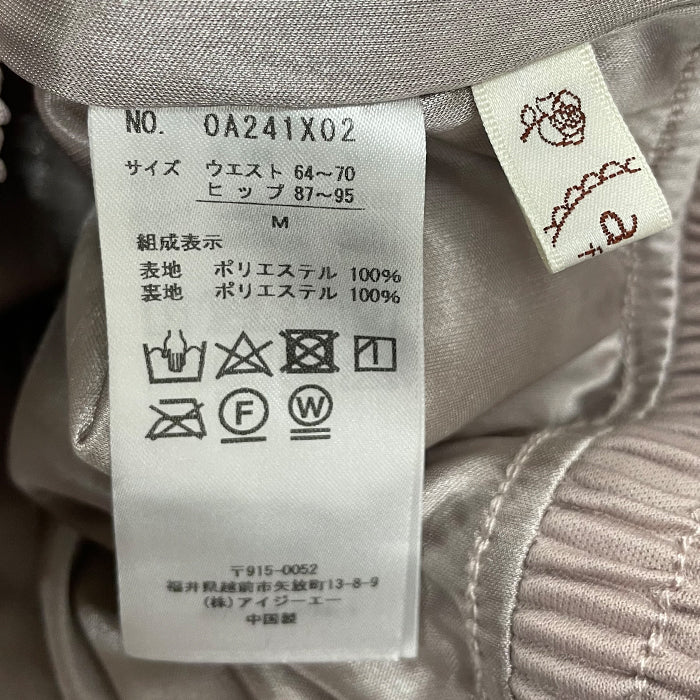 NO. 0A241X02
サイズ ウエスト 64〜70
ヒップ 87〜95
M
組成表示
表地 ポリエステル 100%
裏地 ポリエステル 100%
F W
〒915-0052
福井県越前市矢放町13-8-9
(株)アイジーエー
中国製